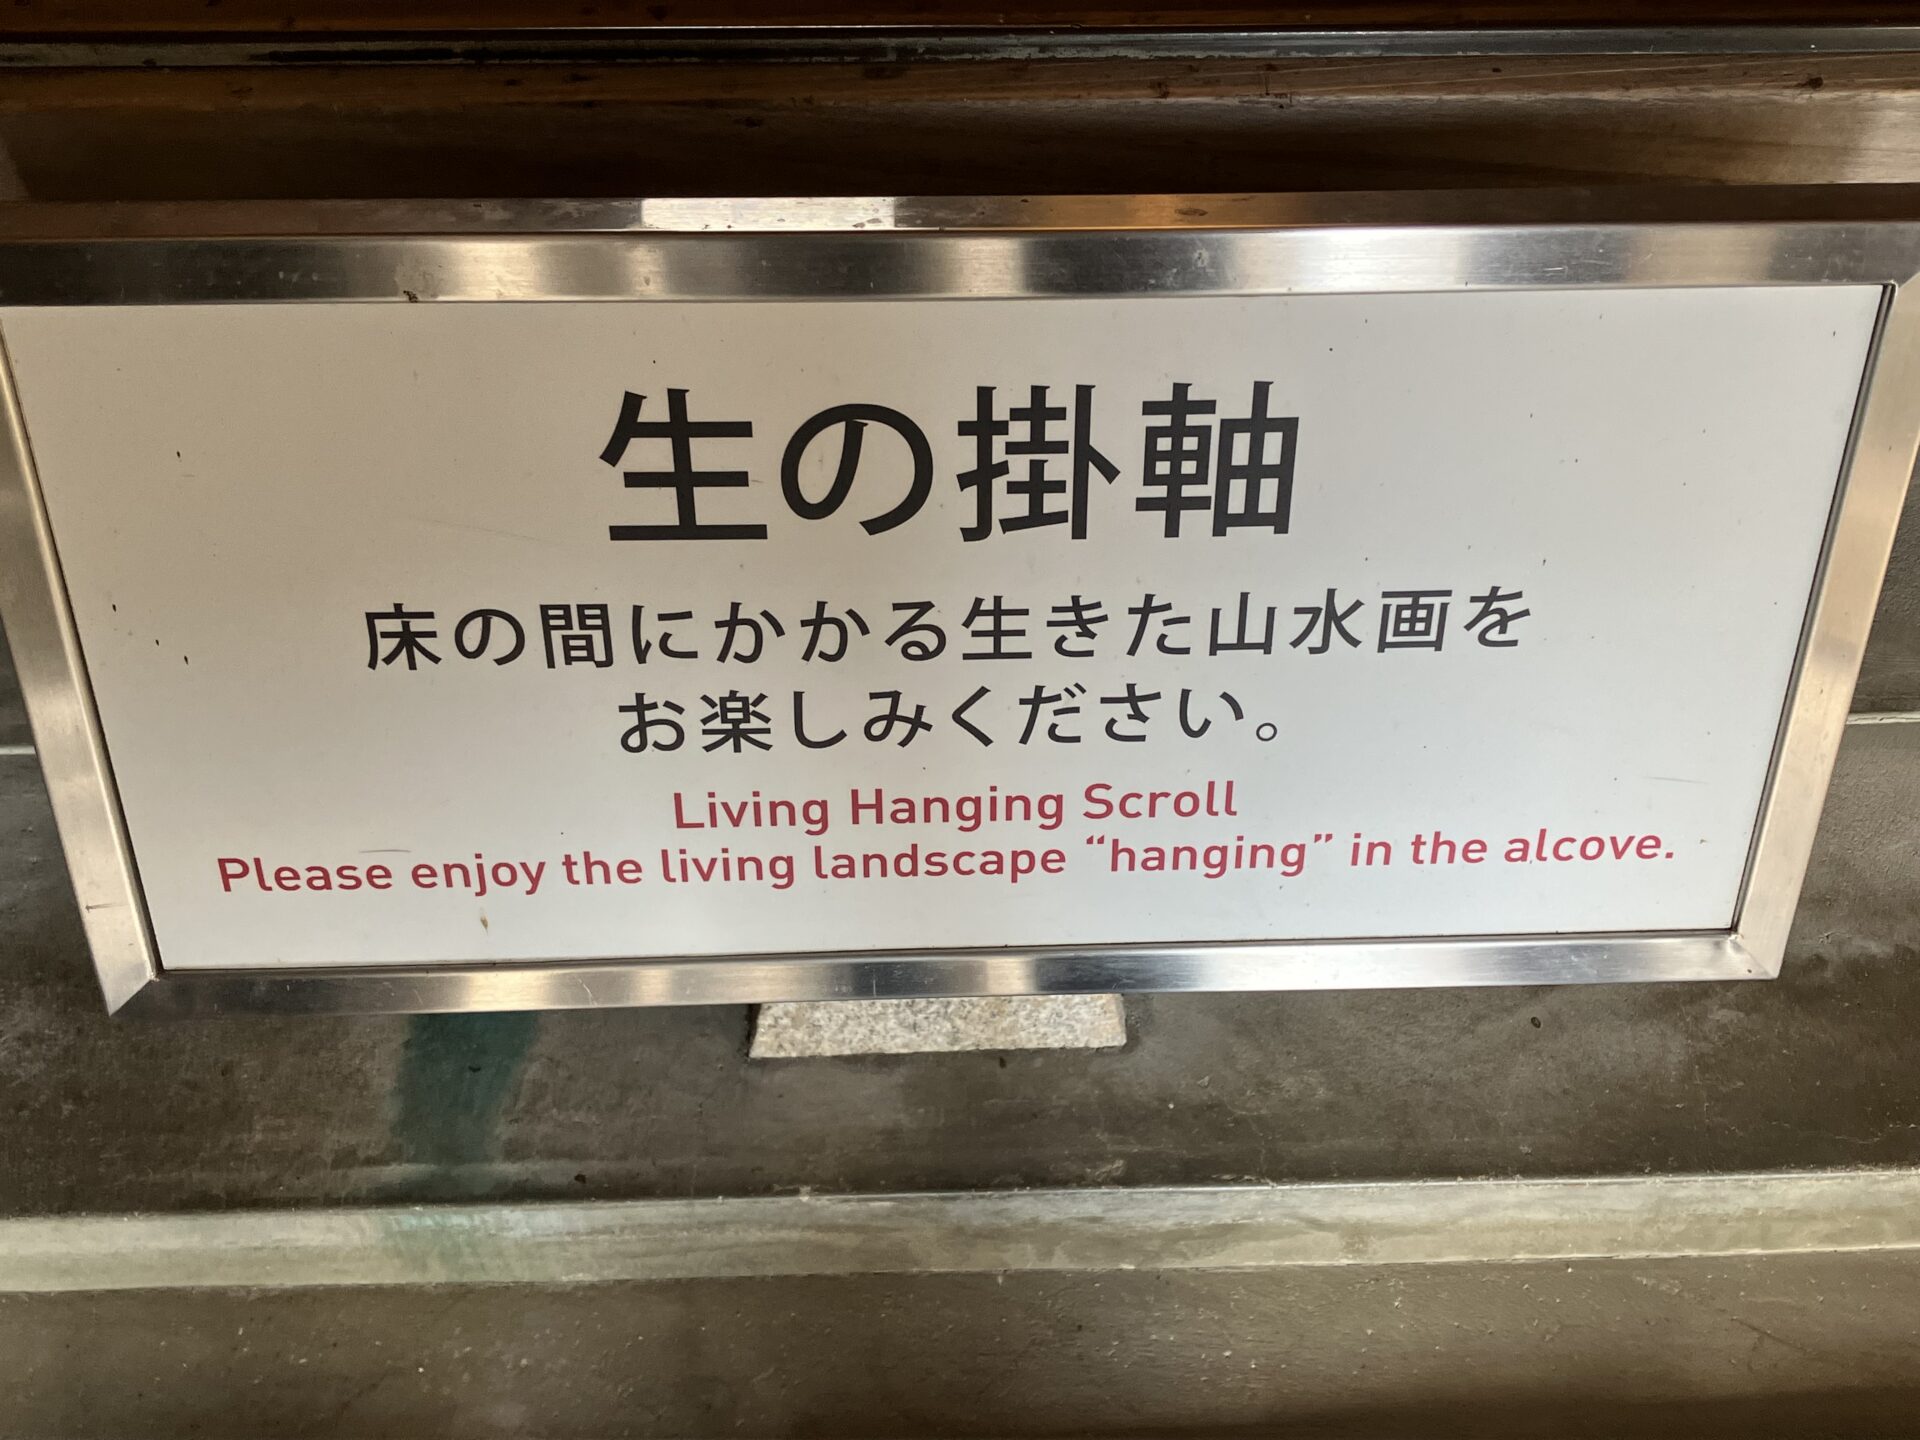 生の掛軸
床の間にかかる生きた山水画を
お楽しみください。
Living Hanging Scroll
Please enjoy the living landscape “hanging” in the alcove.